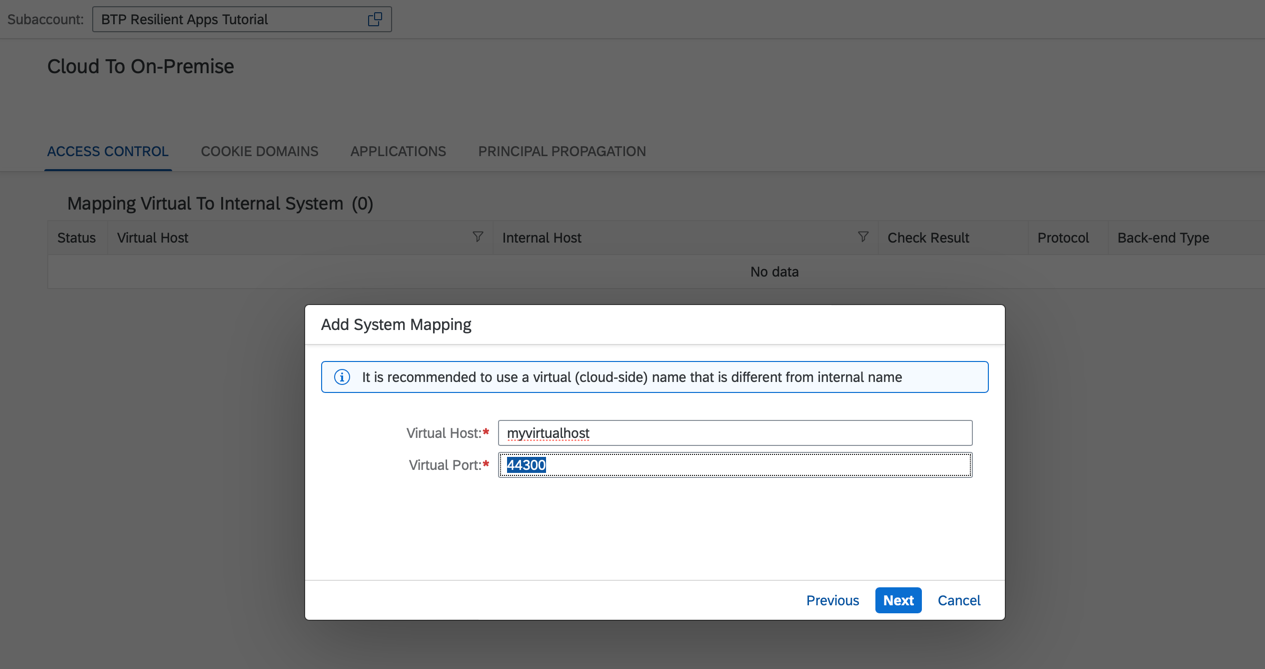 Subaccount: BTP Resilient Apps Tutorial
Cloud To On-Premise
ACCESS CONTROL COOKIE DOMAINS APPLICATIONS PRINCIPAL PROPAGATION
Mapping Virtual To Internal System (0)
Status Virtual Host Internal Host Check Result Protocol Back-end Type
No data
Add System Mapping
It is recommended to use a virtual (cloud-side) name that is different from internal name
Virtual Host:* myvirtualhost
Virtual Port:* 44300
Previous Next Cancel